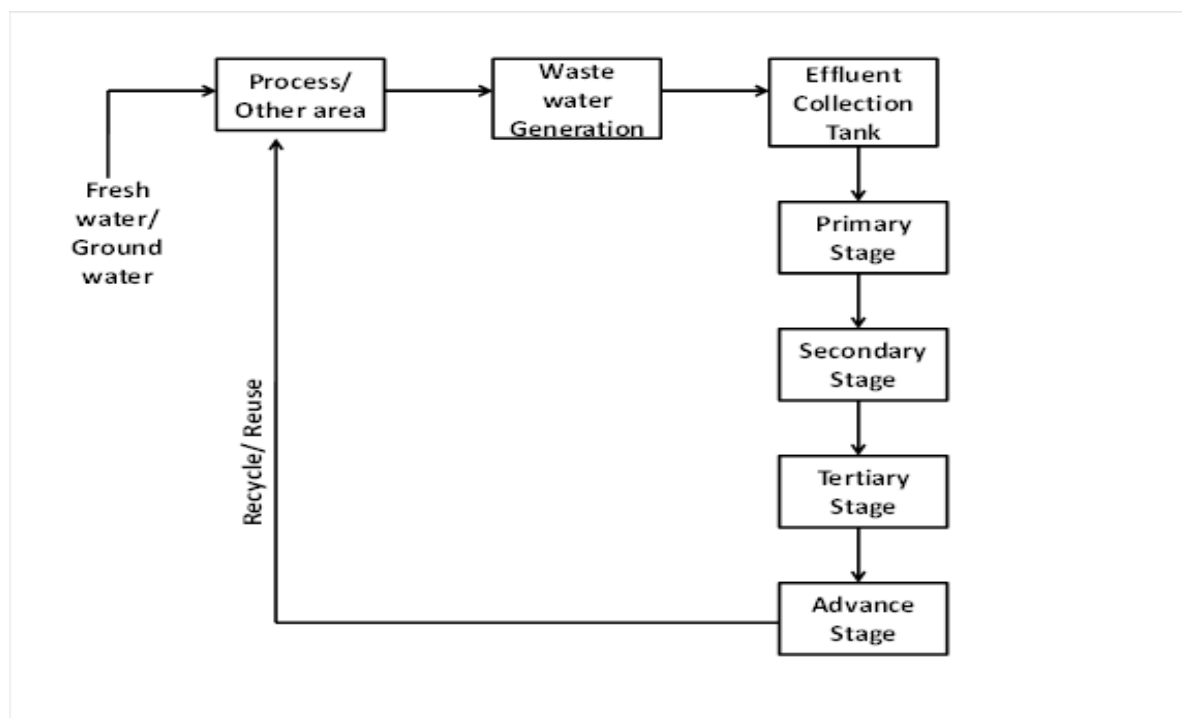 Process/
Other area
Waste
water
Generation
Effluent
Collection
Tank
Fresh
water/
Ground
water
Primary
Stage
Secondary
Stage
Tertiary
Stage
Advance
Stage
Recycle/ Reuse